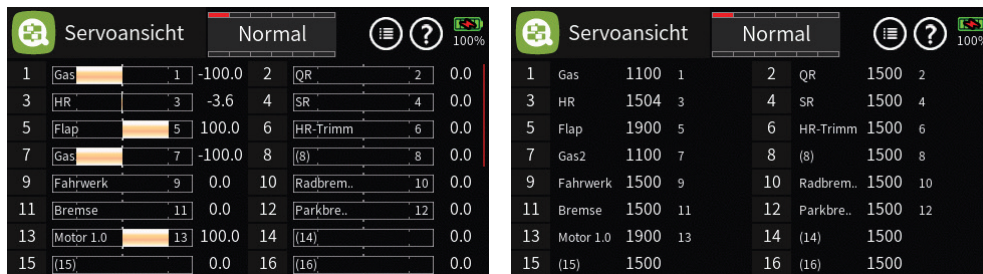 Servoansicht Normal ? 100%
1 Gas 1 -100.0 2 QR 2 0.0
3 HR 3 -3.6 4 SR 4 0.0
5 Flap 5 100.0 6 HR-Trimm 6 0.0
7 Gas 7 -100.0 8 (8) 8 0.0
9 Fahrwerk 9 0.0 10 Radbrem.. 10 0.0
11 Bremse 11 0.0 12 Parkbre.. 12 0.0
13 Motor 1.0 13 100.0 14 (14) 0.0
15 (15) 0.0 16 (16) 0.0
Servoansicht Normal ? 100%
1 Gas 1100 1 2 QR 1500 2
3 HR 1504 3 4 SR 1500 4
5 Flap 1900 5 6 HR-Trimm 1500 6
7 Gas2 1100 7 8 (8) 1500 8
9 Fahrwerk 1500 9 10 Radbrem.. 1500 10
11 Bremse 1500 11 12 Parkbre.. 1500 12
13 Motor 1.0 1900 13 14 (14) 1500
15 (15) 1500 16 (16) 1500